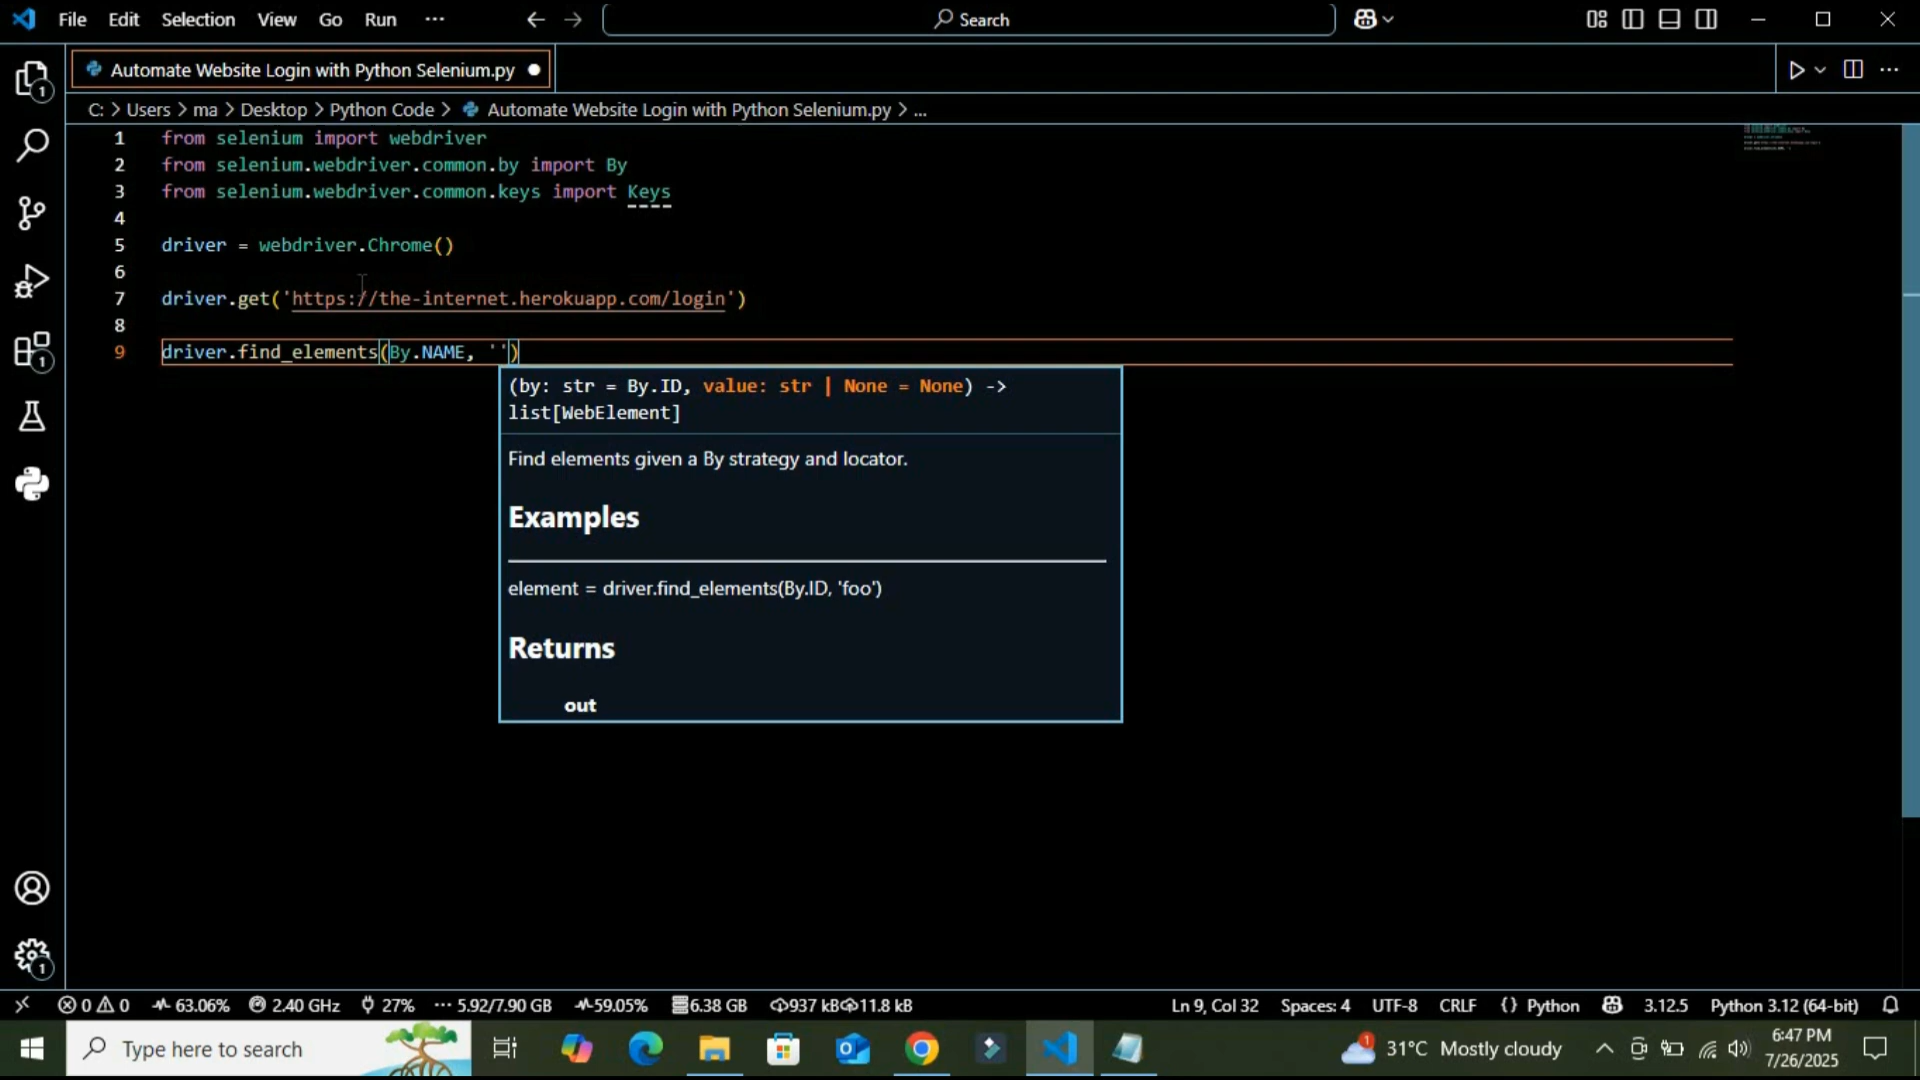 File Edit Selection View Go Run ··· Search
Automate Website Login with Python Selenium.py
C: > Users > ma > Desktop > Python Code > Automate Website Login with Python Selenium.py > ...
1 from selenium import webdriver
2 from selenium.webdriver.common.by import By
3 from selenium.webdriver.common.keys import Keys
4
5 driver = webdriver.Chrome()
6
7 driver.get('https://the-internet.herokuapp.com/login')
8
9 driver.find_elements(By.NAME, '')
(by: str = By.ID, value: str | None = None) ->
list[WebElement]
Find elements given a By strategy and locator.
Examples
element = driver.find_elements(By.ID, 'foo')
Returns
out
1
1
1
0 0 63.06% 2.40 GHz 27% ··· 5.92/7.90 GB 59.05% 6.38 GB 937 kB 11.8 kB Ln 9, Col 32 Spaces: 4 UTF-8 CRLF {} Python 3.12.5 Python 3.12 (64-bit)
Type here to search 1 31°C Mostly cloudy 6:47 PM
7/26/2025